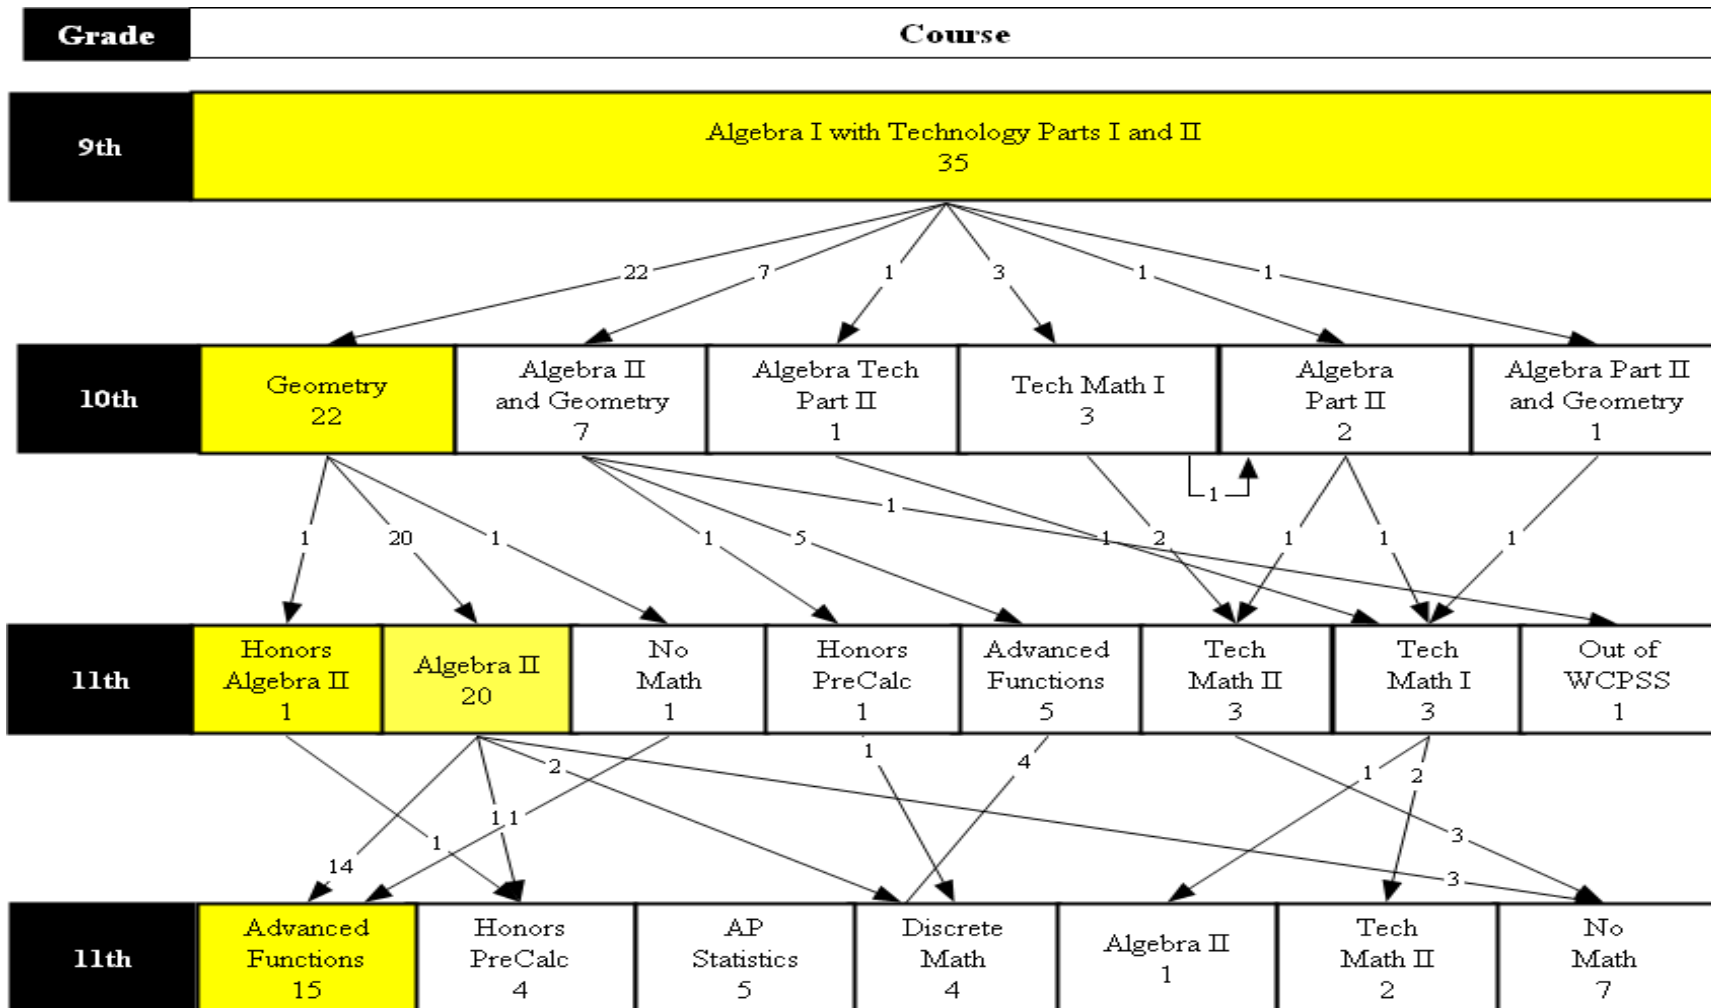 Grade Course
9th
Algebra I with Technology Parts I and II
35
22 7 1 3 1 1
10th
Geometry
22
Algebra II
and Geometry
7
Algebra Tech
Part II
1
Tech Math I
3
Algebra
Part II
2
Algebra Part II
and Geometry
1
1
1
1 20 1 1 5 1 2 1 1 1
11th
Honors
Algebra II
1
Algebra II
20
No
Math
1
Honors
PreCalc
1
Advanced
Functions
5
Tech
Math II
3
Tech
Math I
3
Out of
WCPSS
1
2 1 4 1 2
1 1
1 3
14 3
11th
Advanced
Functions
15
Honors
PreCalc
4
AP
Statistics
5
Discrete
Math
4
Algebra II
1
Tech
Math II
2
No
Math
7